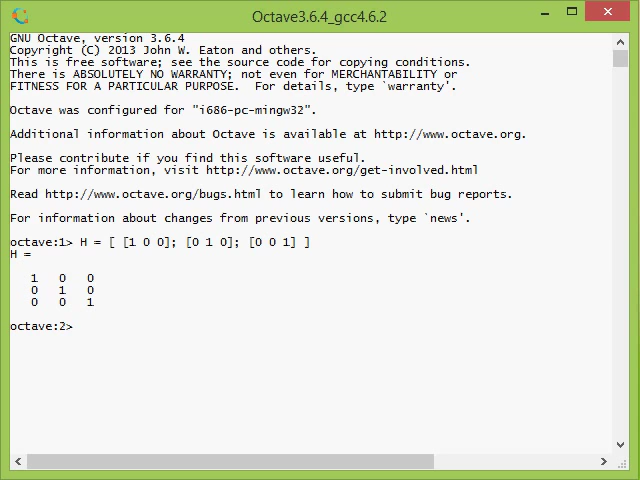 Octave3.6.4_gcc4.6.2
GNU Octave, version 3.6.4
Copyright (C) 2013 John W. Eaton and others.
This is free software; see the source code for copying conditions.
There is ABSOLUTELY NO WARRANTY; not even for MERCHANTABILITY or
FITNESS FOR A PARTICULAR PURPOSE.  For details, type `warranty'.
Octave was configured for "i686-pc-mingw32".
Additional information about Octave is available at http://www.octave.org.
Please contribute if you find this software useful.
For more information, visit http://www.octave.org/get-involved.html
Read http://www.octave.org/bugs.html to learn how to submit bug reports.
For information about changes from previous versions, type `news'.
octave:1> H = [ [1 0 0]; [0 1 0]; [0 0 1] ]
H =
1   0   0
0   1   0
0   0   1
octave:2>